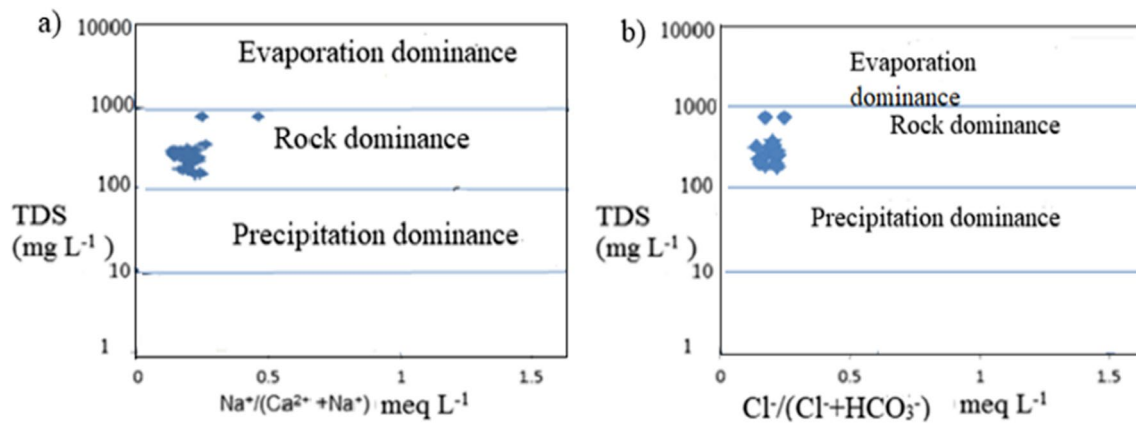 a)
10000
Evaporation dominance
1000
Rock dominance
100
TDS
(mg L⁻¹ )
Precipitation dominance
10
1
0
0.5
1
1.5
Na⁺/(Ca²⁺ +Na⁺) meq L⁻¹
b)
10000
Evaporation
dominance
1000
Rock dominance
100
TDS
(mg L⁻¹ )
Precipitation dominance
10
1
0
0.5
1
1.5
Cl⁻/(Cl⁻+HCO₃⁻) meq L⁻¹